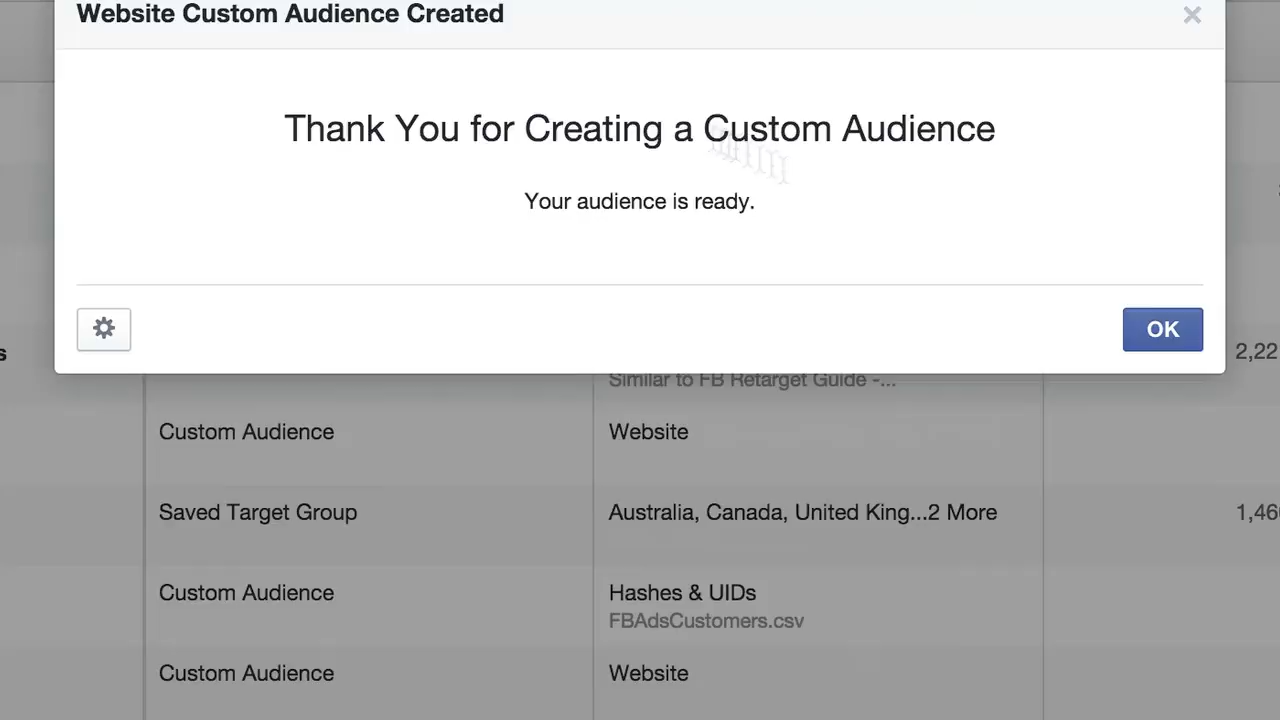 Website Custom Audience Created
Thank You for Creating a Custom Audience
Your audience is ready.
OK
2,22
Similar to FB Retarget Guide -...
Custom Audience
Website
Saved Target Group
Australia, Canada, United King...2 More
1,46
Custom Audience
Hashes & UIDs
FBAdsCustomers.csv
Custom Audience
Website